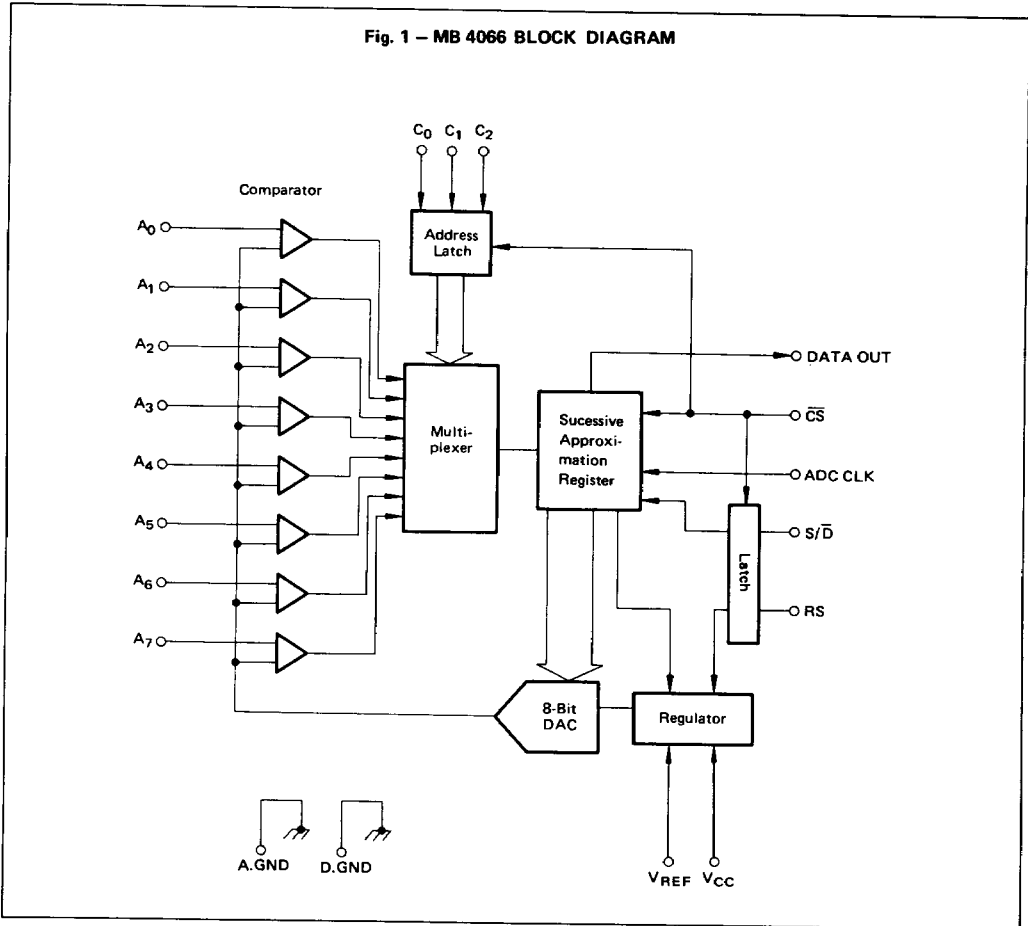 Fig. 1 – MB 4066 BLOCK DIAGRAM
C0 C1 C2
Comparator
A0
Address
Latch
A1
A2
DATA OUT
A3
Multi-
plexer
Sucessive
Approxi-
mation
Register
C̅S̅
A4
ADC CLK
A5
S/D̅
Latch
A6
RS
A7
8-Bit
DAC
Regulator
A.GND D.GND
VREF VCC